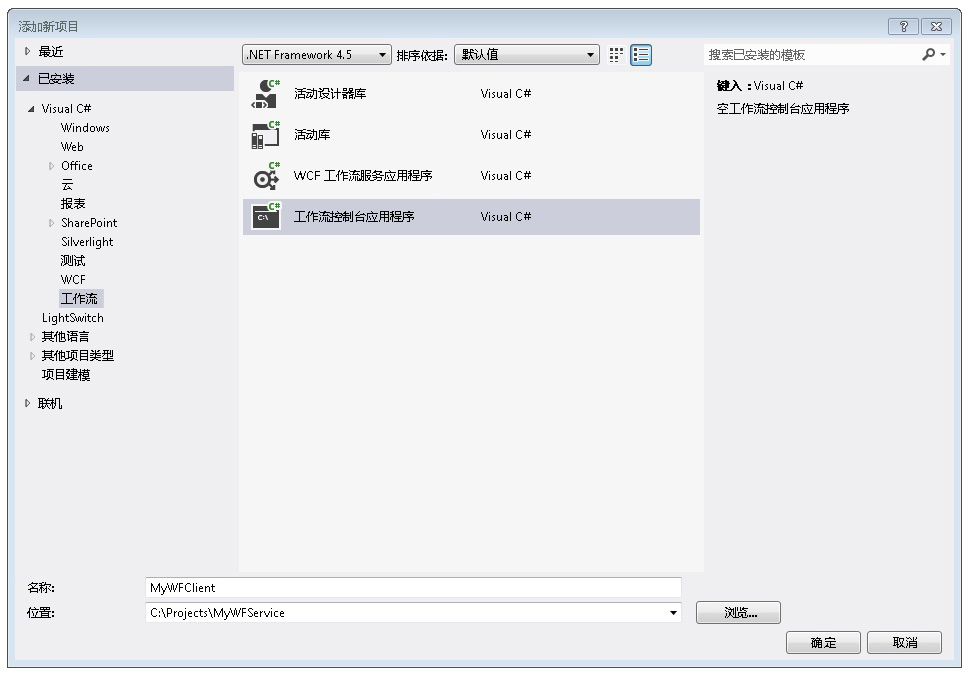 添加新项目
最近
.NET Framework 4.5 排序依据: 默认值
搜索已安装的模板
已安装
Visual C#
Windows
Web
Office
云
报表
SharePoint
Silverlight
测试
WCF
工作流
LightSwitch
其他语言
其他项目类型
项目建模
联机
活动设计器库 Visual C#
活动库 Visual C#
WCF 工作流服务应用程序 Visual C#
工作流控制台应用程序 Visual C#
键入：Visual C#
空工作流控制台应用程序
名称: MyWFClient
位置: C:\Projects\MyWFService 浏览...
确定 取消